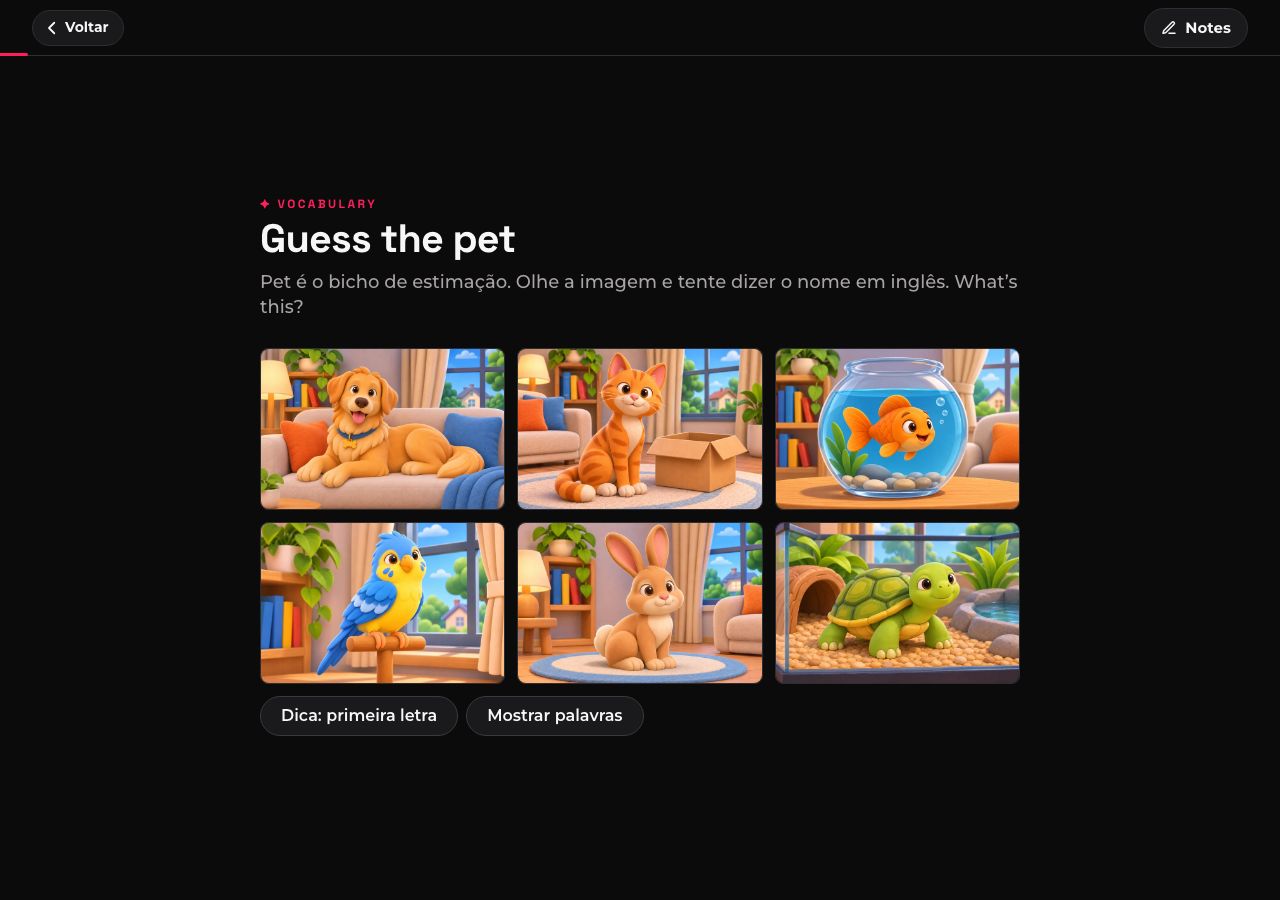 Voltar
Notes
VOCABULARY
Guess the pet
Pet é o bicho de estimação. Olhe a imagem e tente dizer o nome em inglês. What’s
this?
Dica: primeira letra
Mostrar palavras